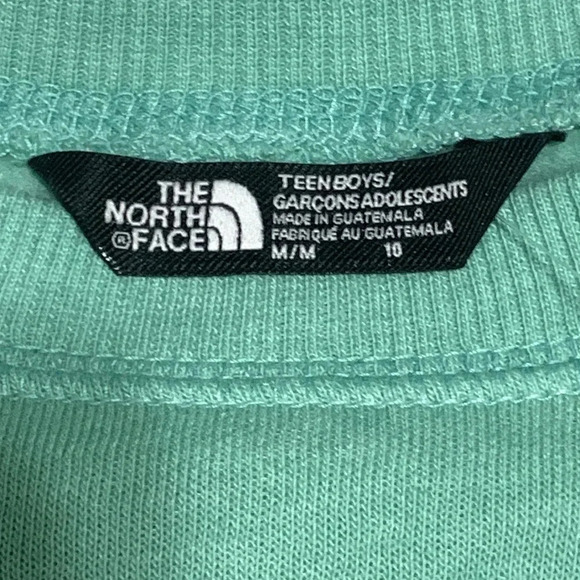 THE
NORTH
®FACE
TEEN BOYS/
GARÇONS ADOLESCENTS
MADE IN GUATEMALA
FABRIQUÉ AU GUATEMALA
M/M 10